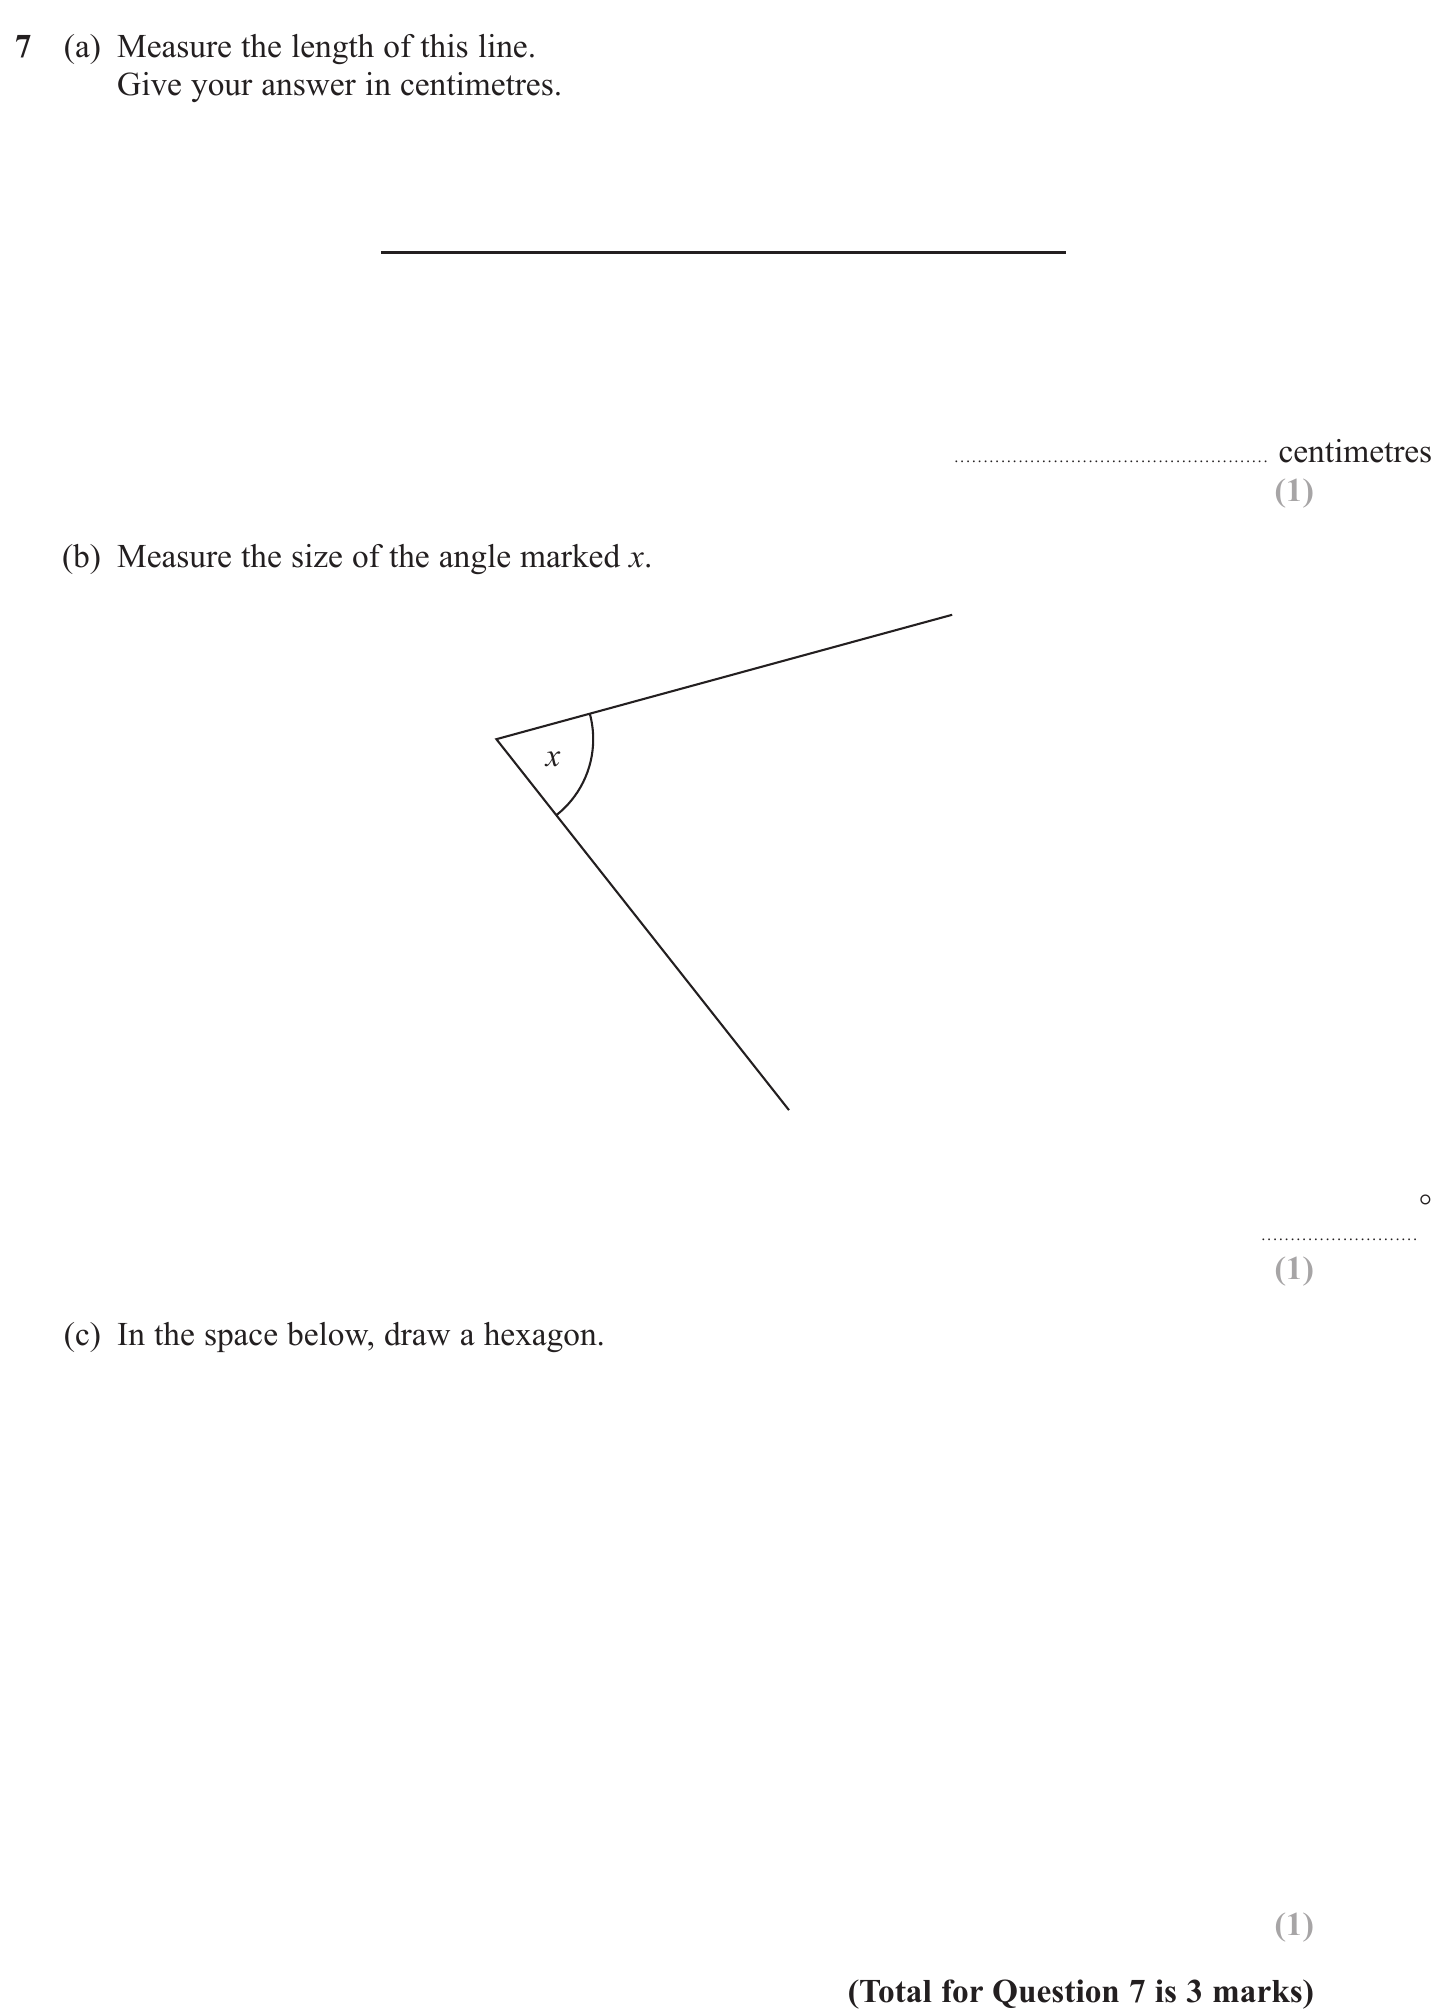 7 (a) Measure the length of this line.
Give your answer in centimetres.
.................................................... centimetres
(1)
(b) Measure the size of the angle marked x.
x
°
..........................
(1)
(c) In the space below, draw a hexagon.
(1)
(Total for Question 7 is 3 marks)